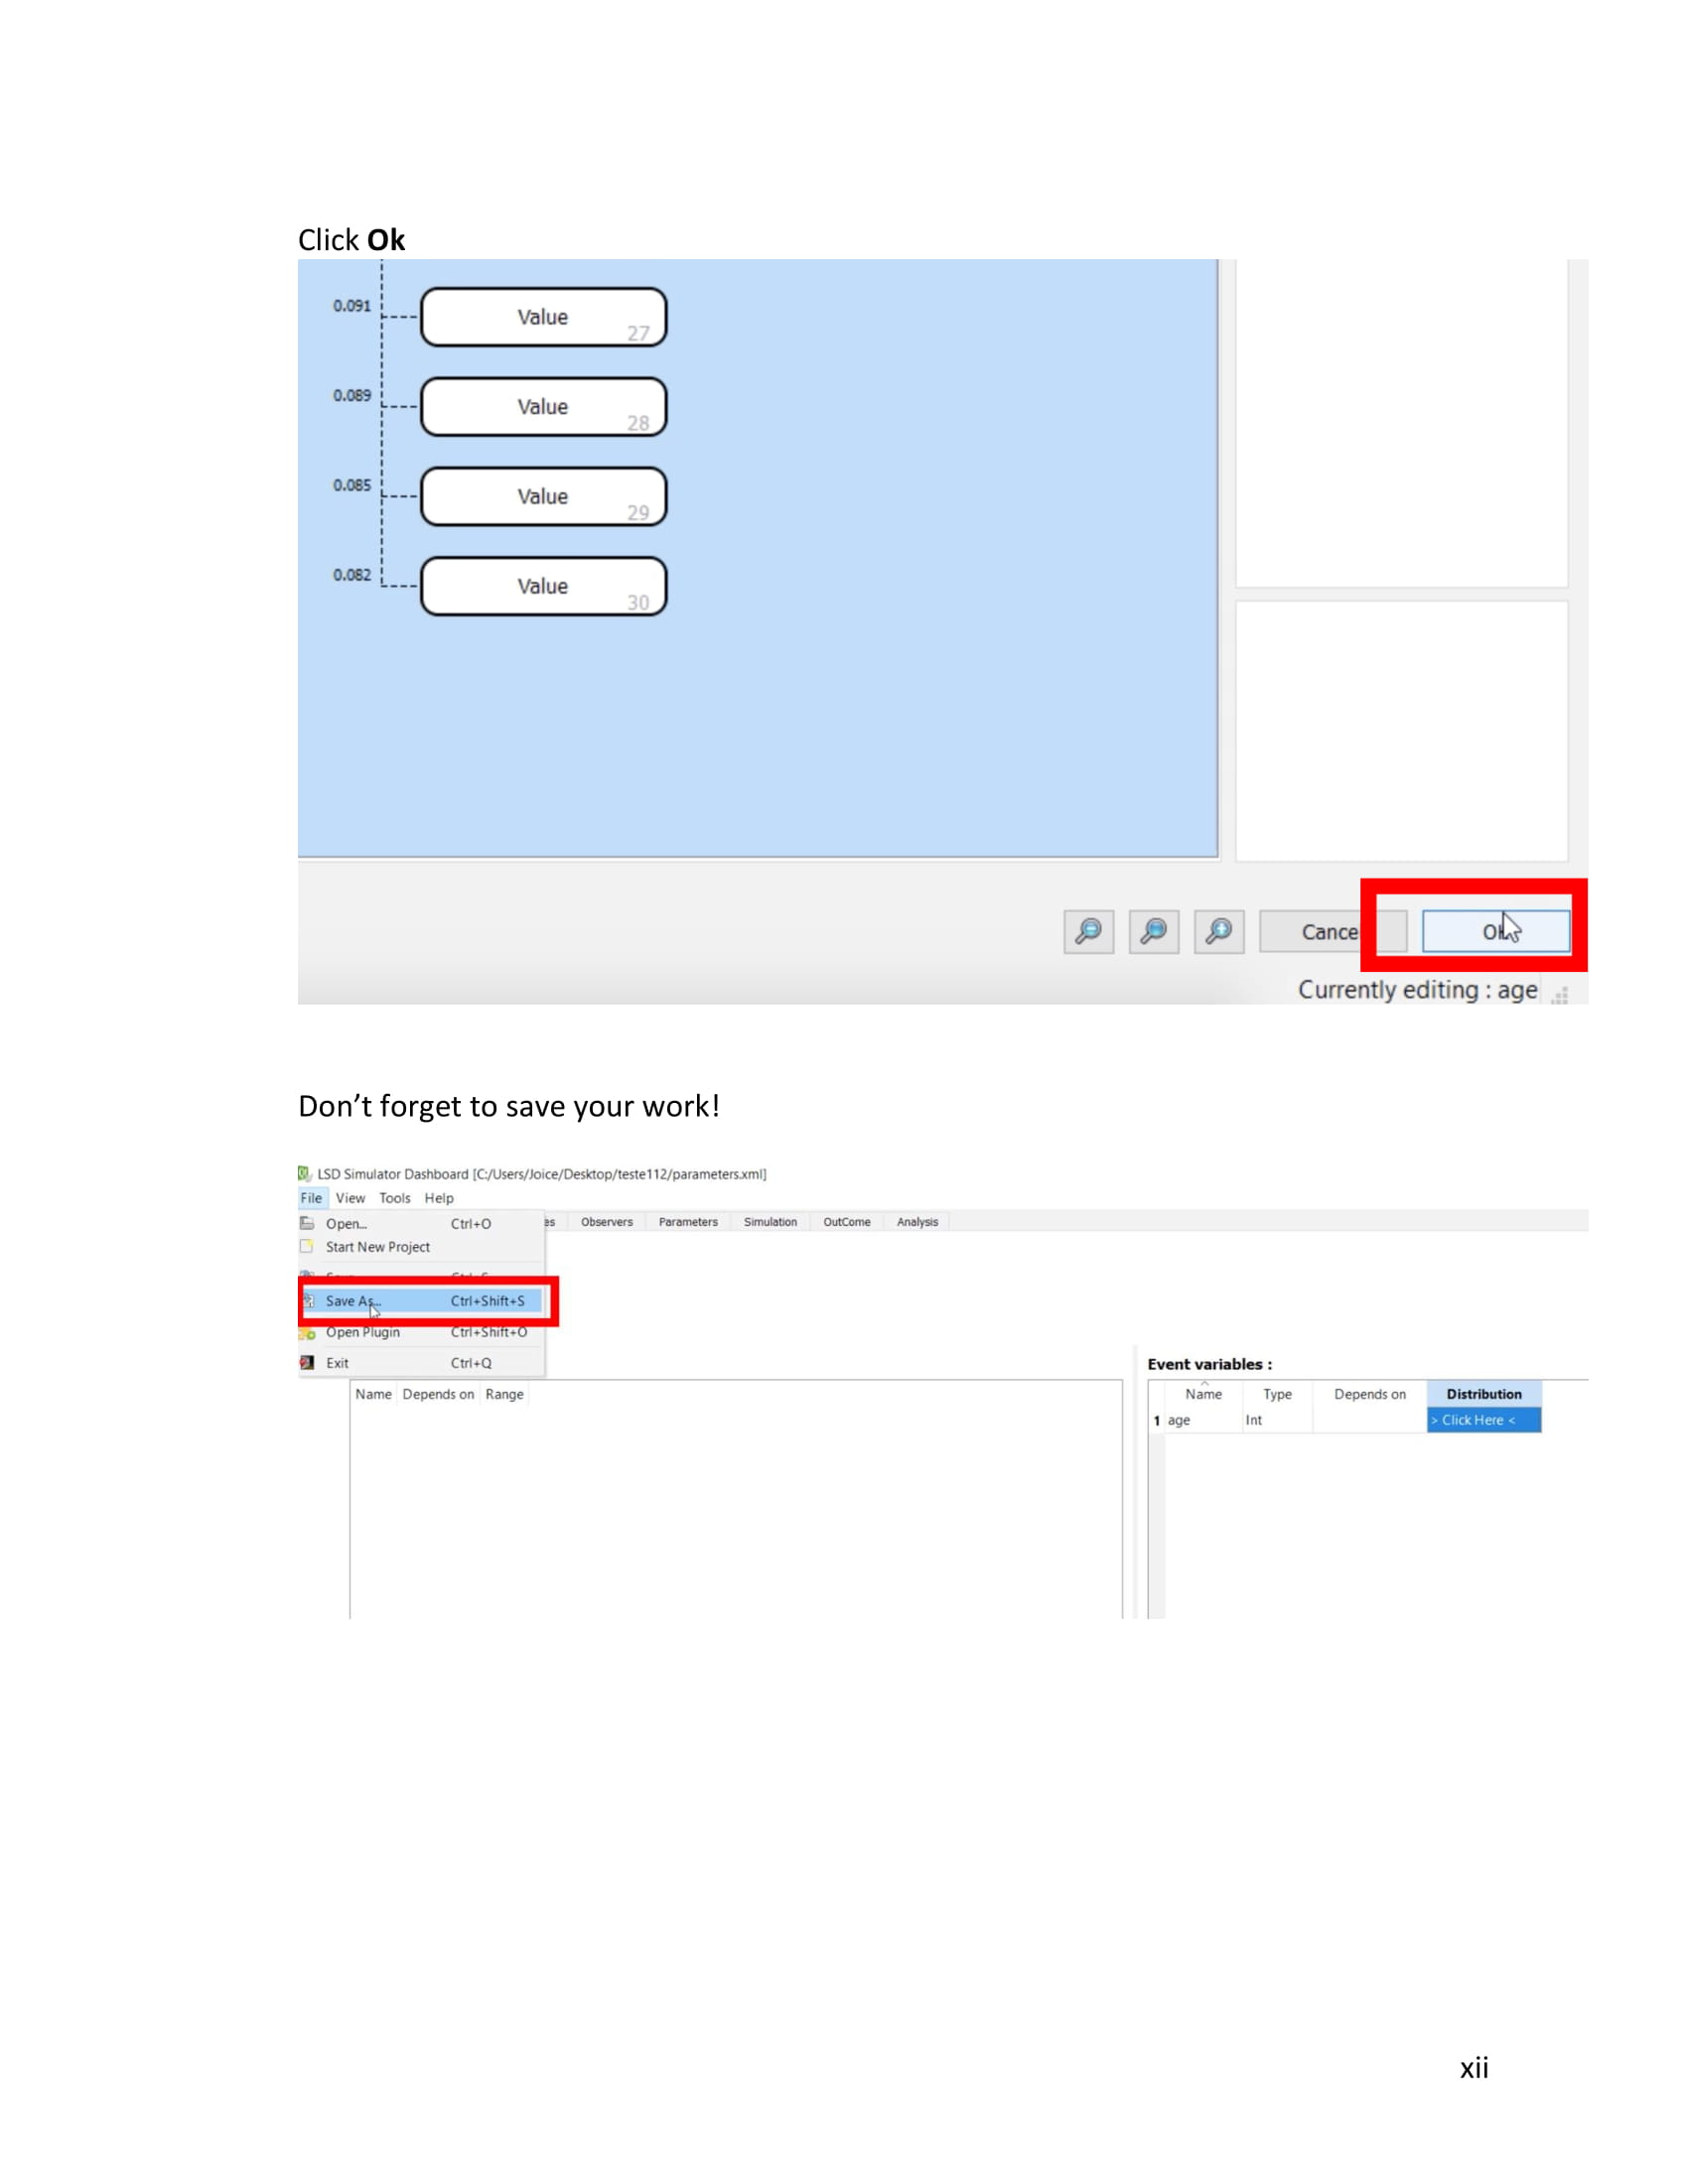 Click Ok
0.091
Value
27
0.089
Value
28
0.085
Value
29
0.082
Value
30
Cance
Currently editing : age
Don’t forget to save your work!
LSD Simulator Dashboard [C:/Users/Joice/Desktop/teste112/parameters.xml]
File View Tools Help
Open... Ctrl+O es Observers Parameters Simulation OutCome Analysis
Start New Project
Save As... Ctrl+Shift+S
Open Plugin Ctrl+Shift+O
Exit Ctrl+Q
Event variables :
Name Depends on Range
Name Type Depends on Distribution
1 age Int > Click Here <
xii